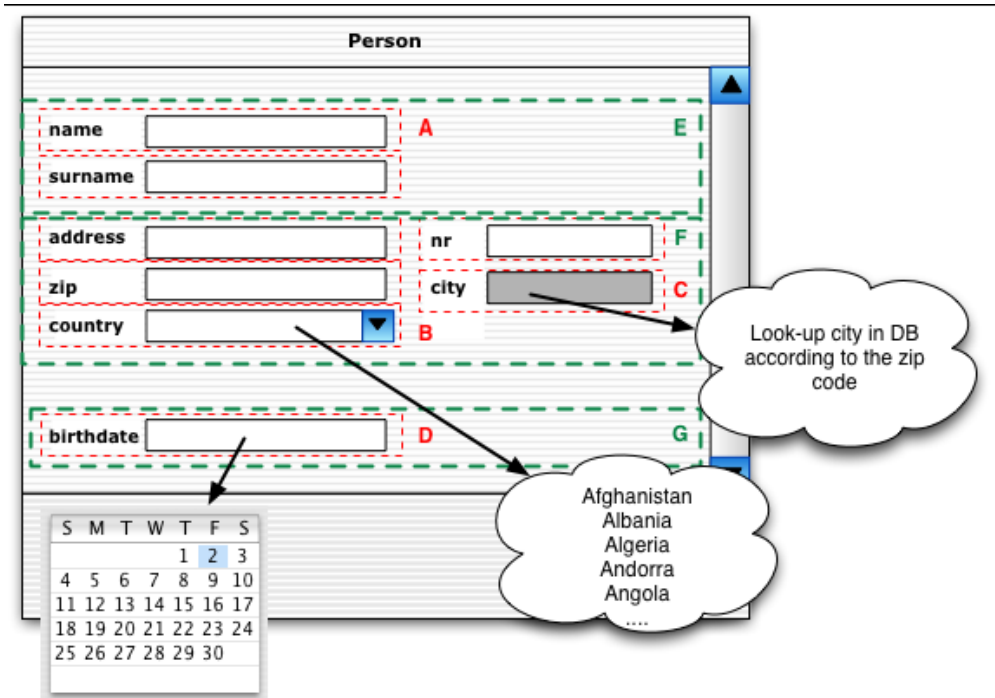 Person
name A E
surname
address nr F
zip city C
country B
Look-up city in DB
according to the zip
code
birthdate D G
Afghanistan
Albania
Algeria
Andorra
Angola
....
S M T W T F S
1 2 3
4 5 6 7 8 9 10
11 12 13 14 15 16 17
18 19 20 21 22 23 24
25 26 27 28 29 30